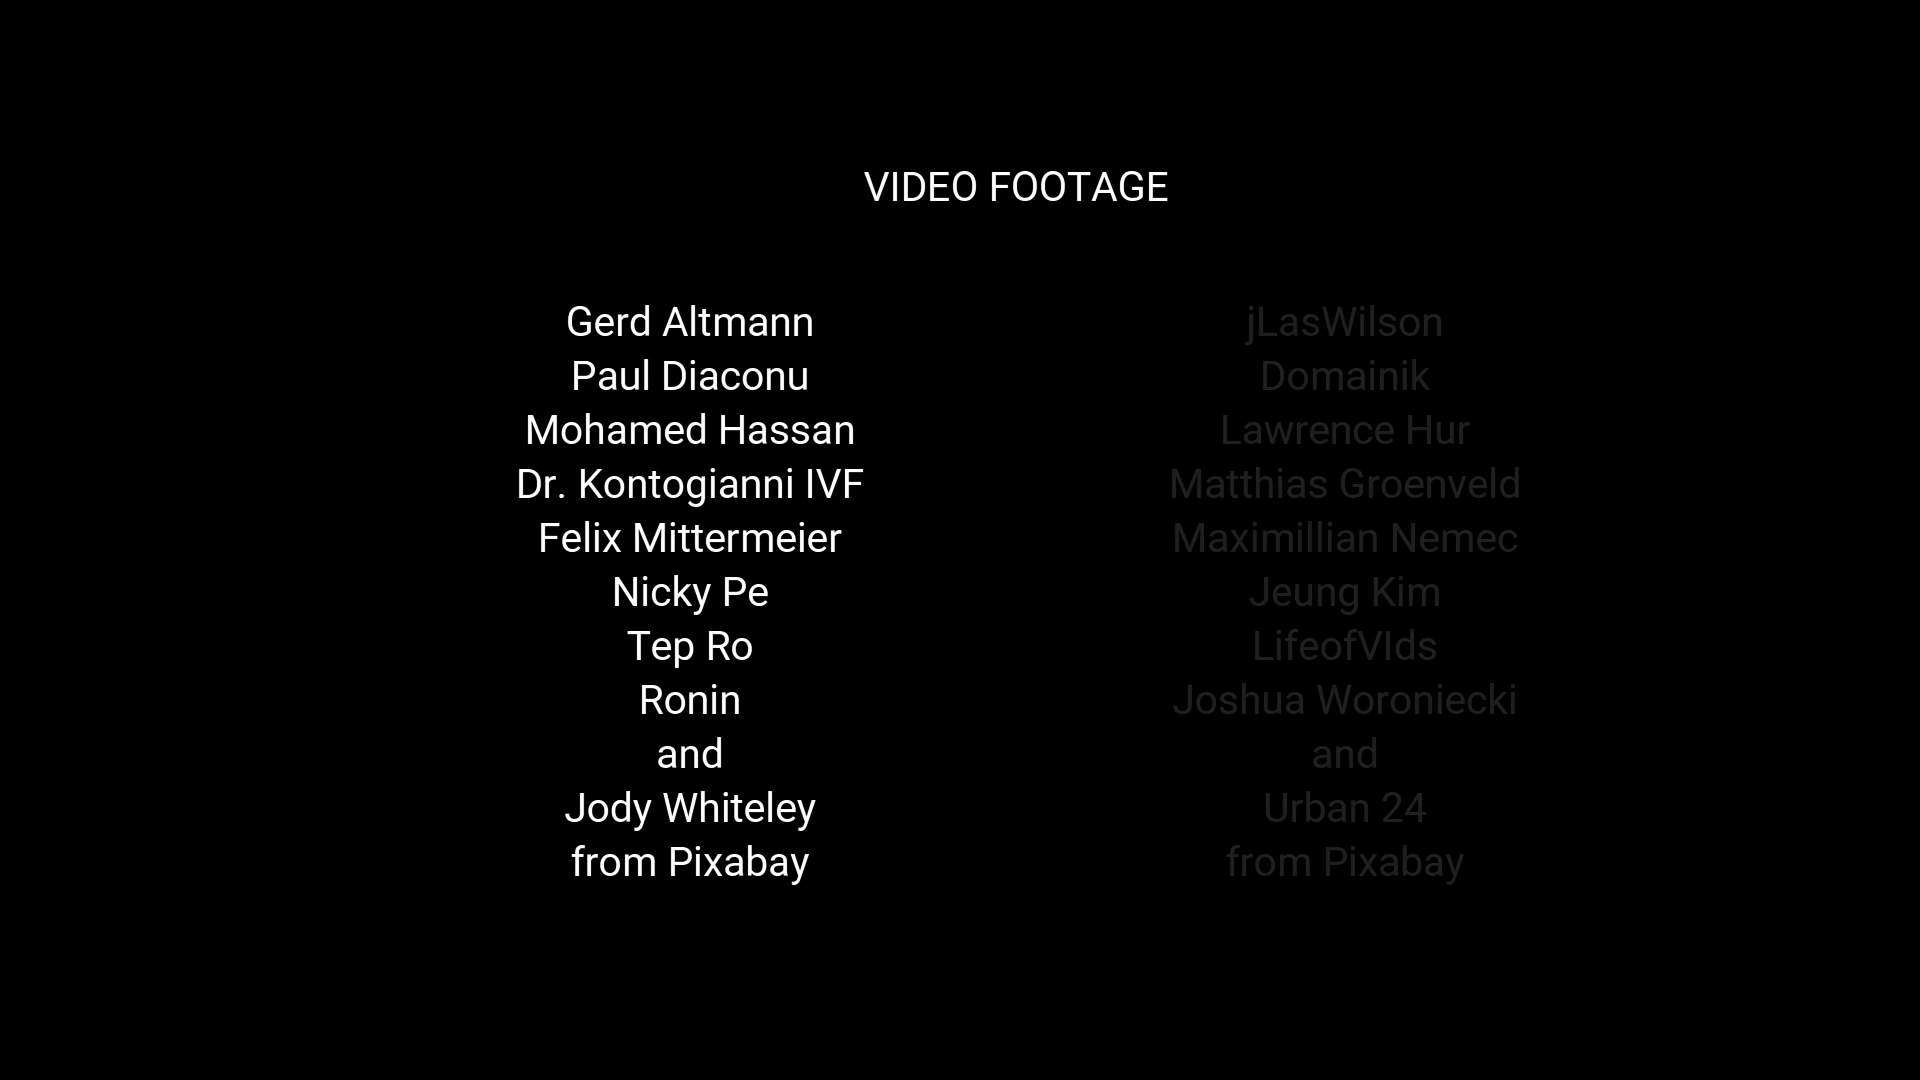 VIDEO FOOTAGE
Gerd Altmann
Paul Diaconu
Mohamed Hassan
Dr. Kontogianni IVF
Felix Mittermeier
Nicky Pe
Tep Ro
Ronin
and
Jody Whiteley
from Pixabay
jLasWilson
Domainik
Lawrence Hur
Matthias Groenveld
Maximillian Nemec
Jeung Kim
LifeofVIds
Joshua Woroniecki
and
Urban 24
from Pixabay